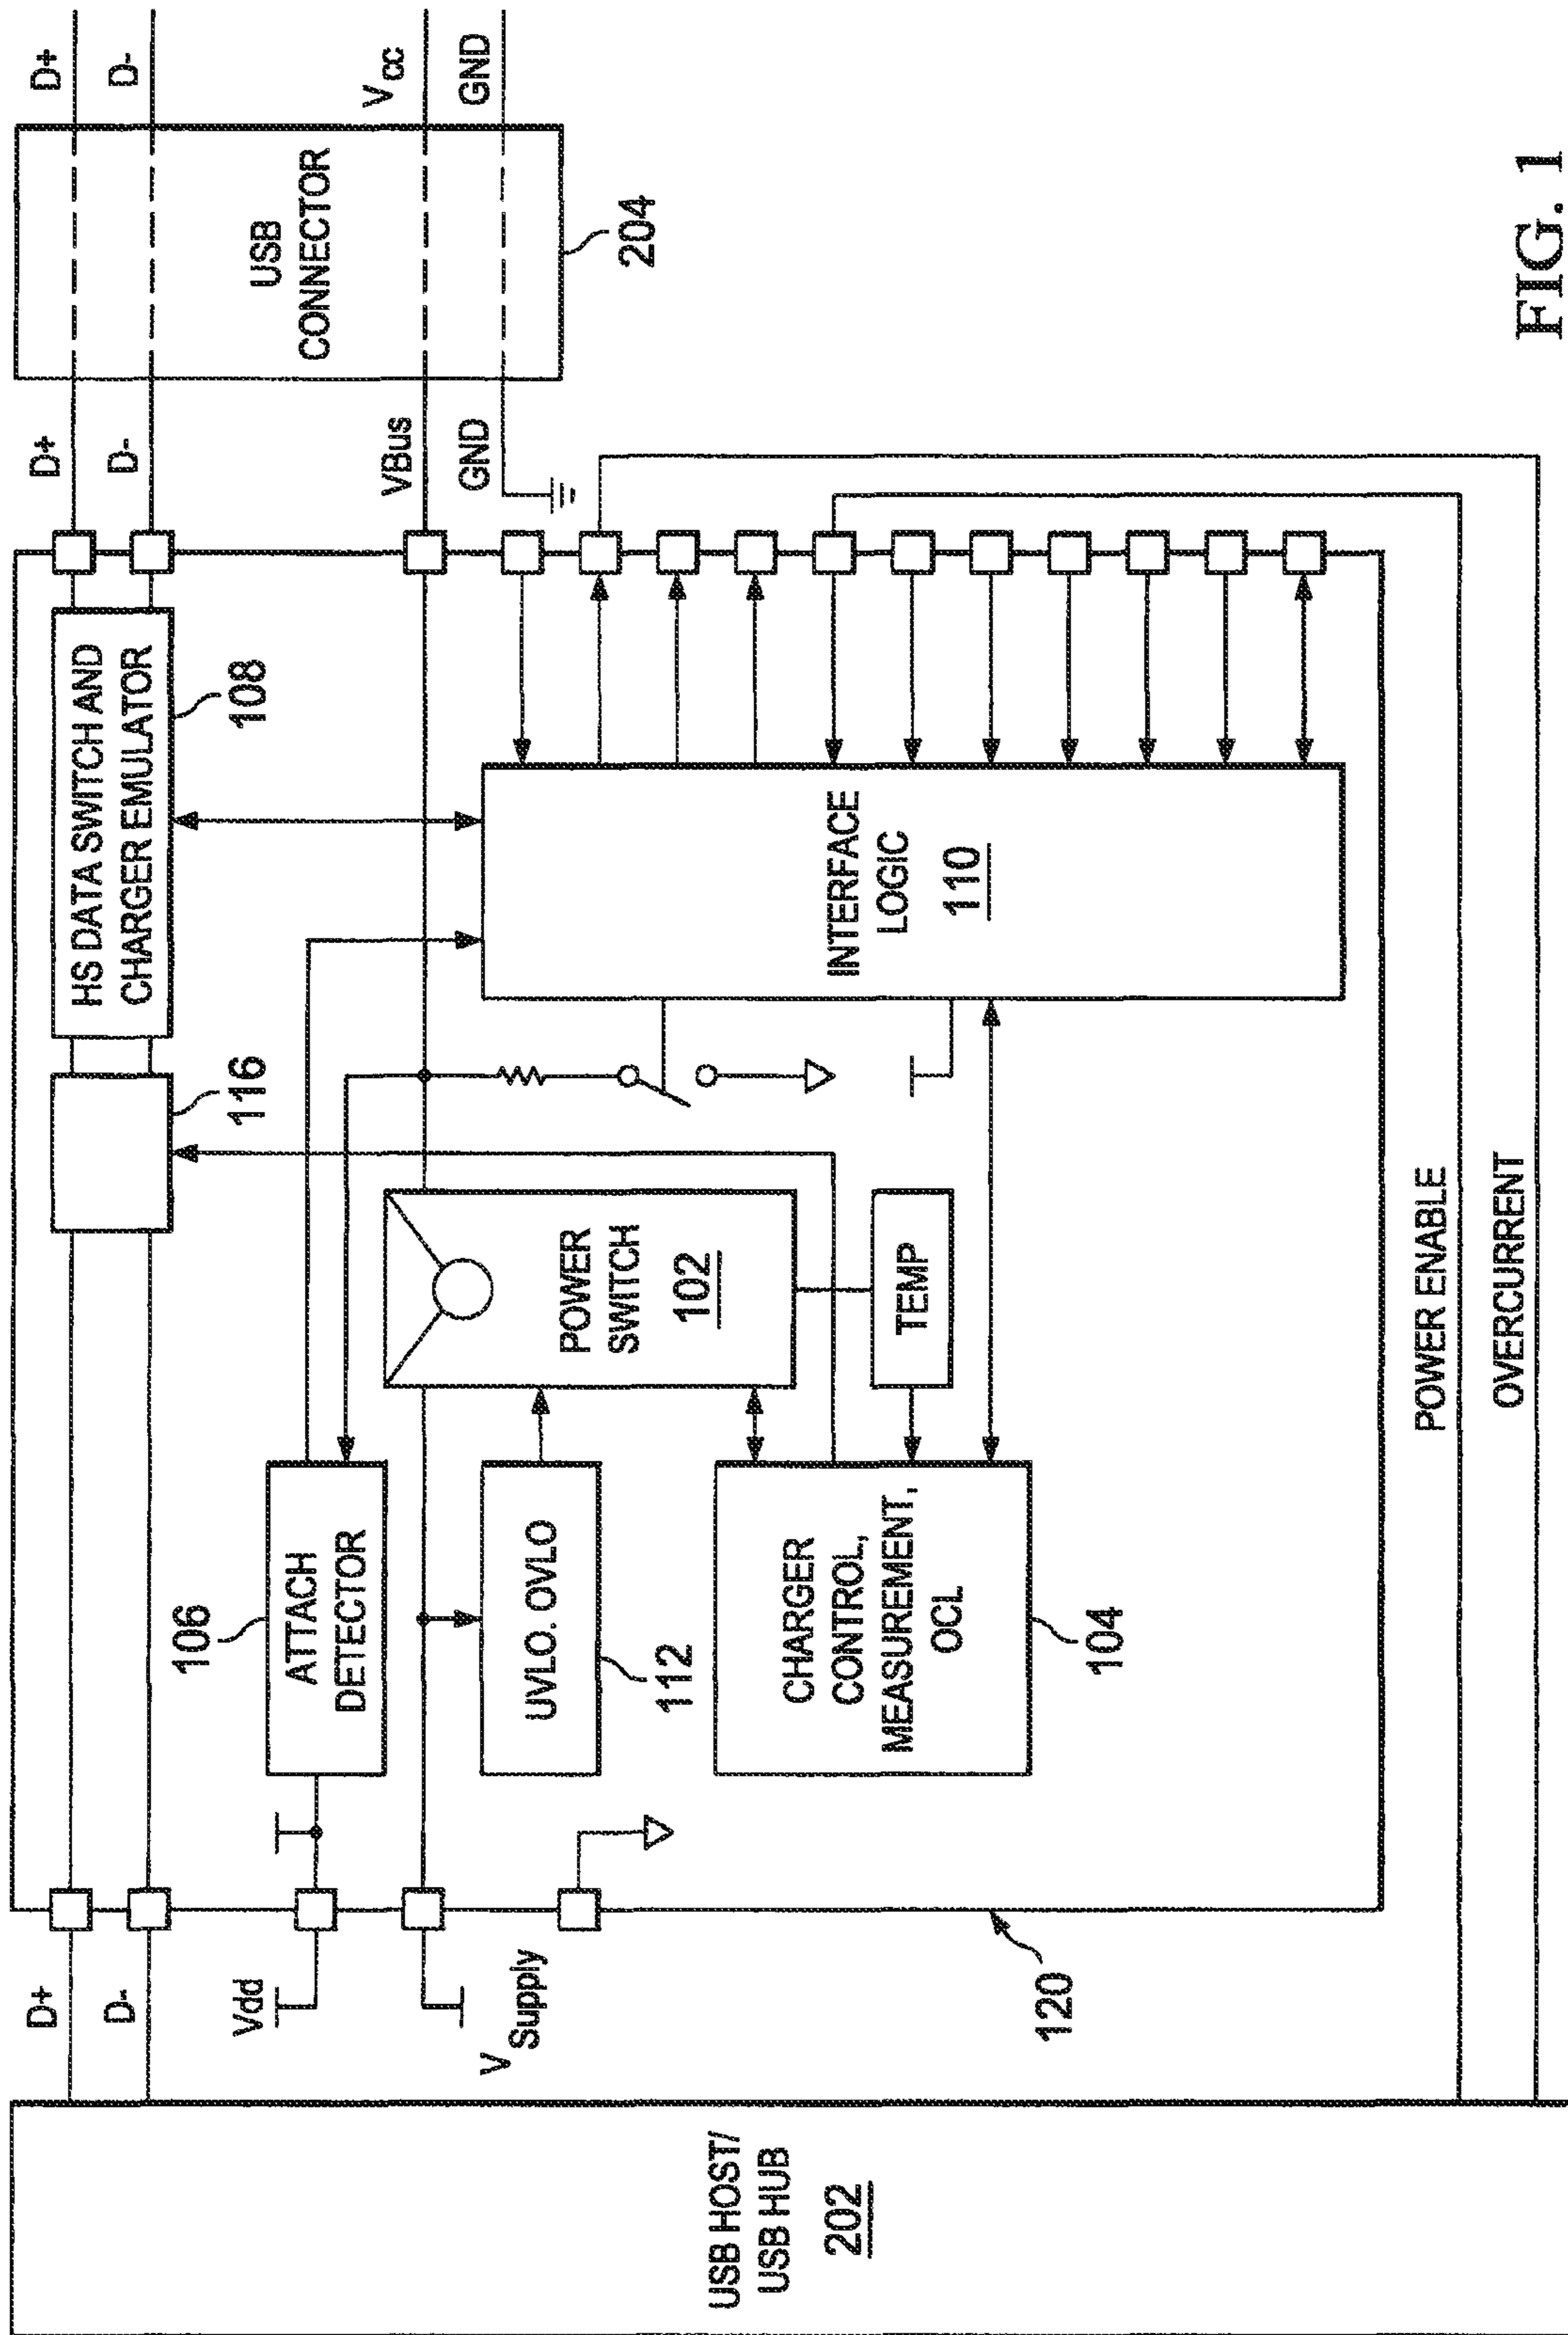 USB HOST/
USB HUB
202
D+
D-
Vdd
V Supply
120
106
ATTACH
DETECTOR
UVLO. OVLO
112
CHARGER
CONTROL,
MEASUREMENT,
OCL
104
POWER
SWITCH
102
TEMP
116
HS DATA SWITCH AND
CHARGER EMULATOR
108
INTERFACE
LOGIC
110
POWER ENABLE
OVERCURRENT
D+
D-
VBus
GND
USB
CONNECTOR
204
D+
D-
Vcc
GND
FIG. 1